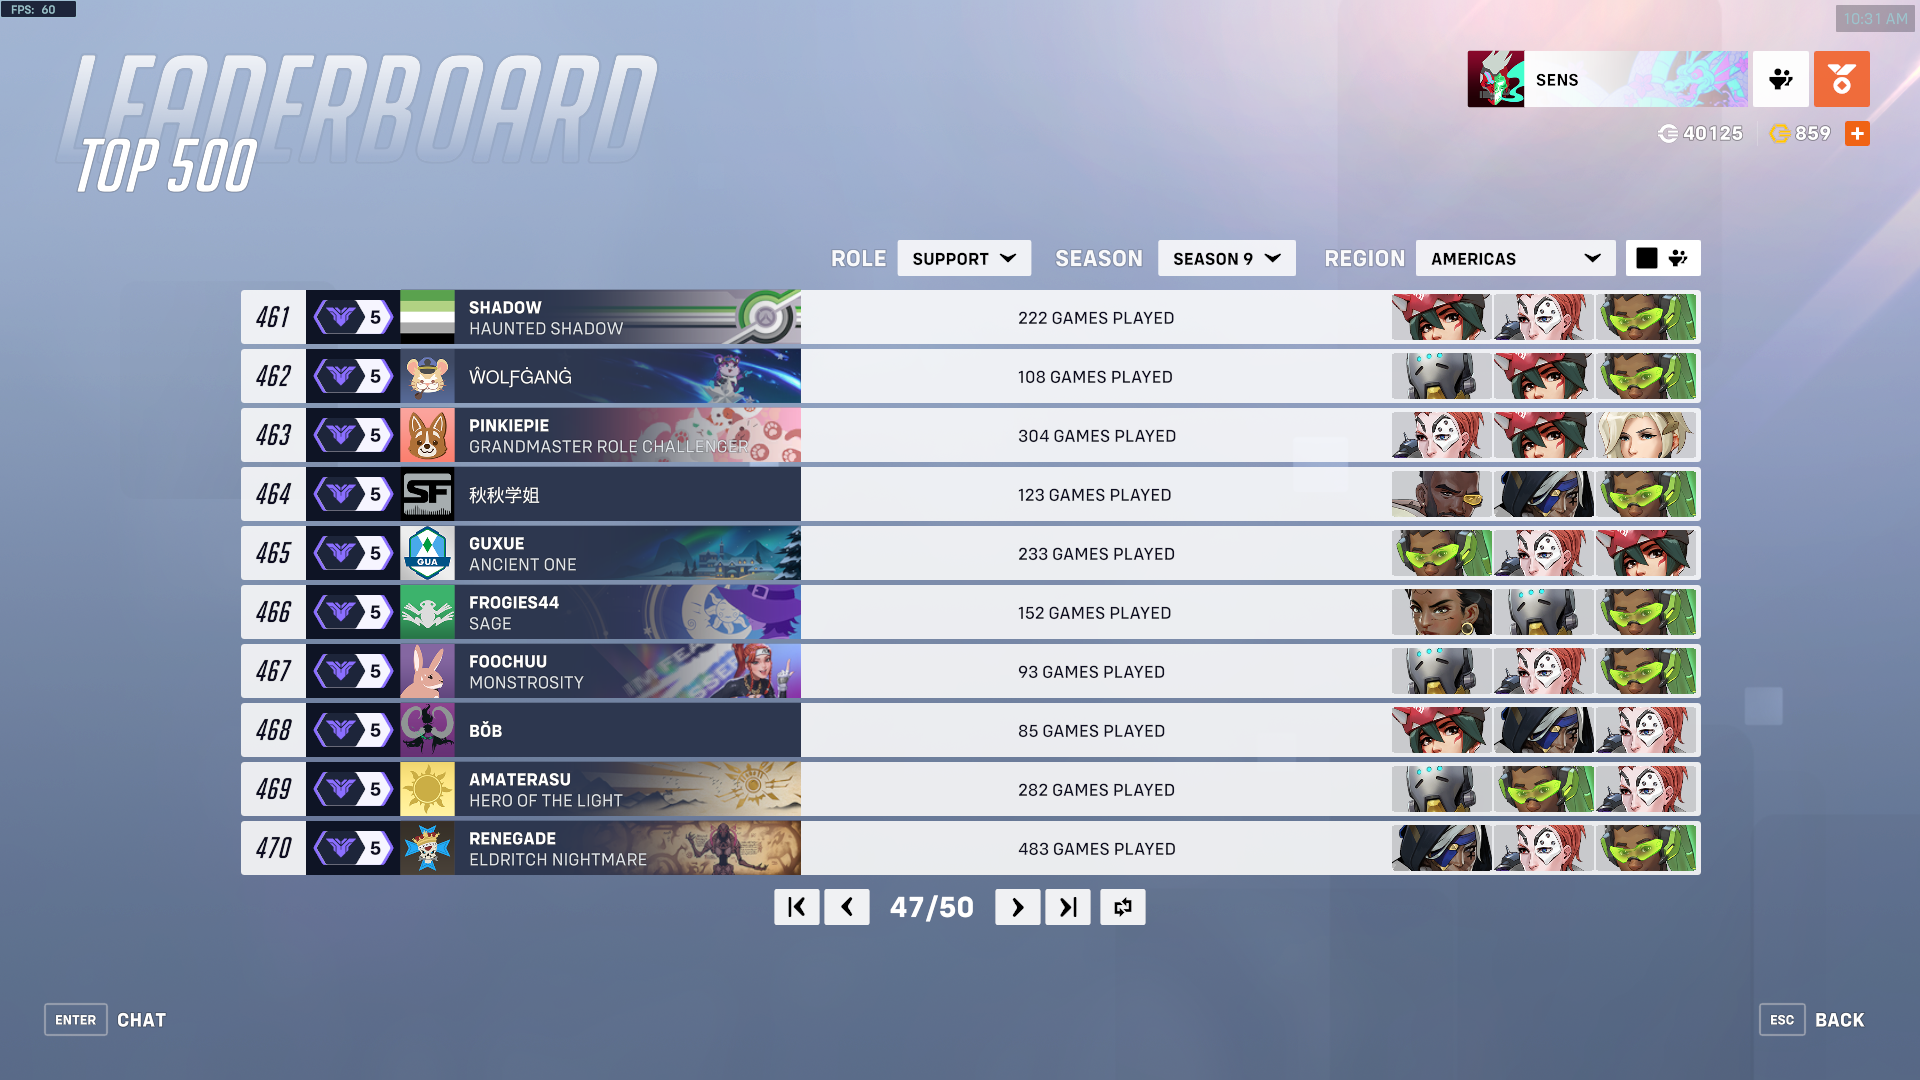 FPS: 60
10:31 AM
LEADERBOARD
TOP 500
SENS
40125
859
ROLE SUPPORT SEASON SEASON 9 REGION AMERICAS
461 5 SHADOW 222 GAMES PLAYED
HAUNTED SHADOW
462 5 ŴOLƑĠANĠ 108 GAMES PLAYED
463 5 PINKIEPIE 304 GAMES PLAYED
GRANDMASTER ROLE CHALLENGER
464 5 SF 秋秋学姐 123 GAMES PLAYED
465 5 GUA GUXUE 233 GAMES PLAYED
ANCIENT ONE
466 5 FROGIES44 152 GAMES PLAYED
SAGE
467 5 FOOCHUU 93 GAMES PLAYED
MONSTROSITY
468 5 BŎB 85 GAMES PLAYED
469 5 AMATERASU 282 GAMES PLAYED
HERO OF THE LIGHT
470 5 RENEGADE 483 GAMES PLAYED
ELDRITCH NIGHTMARE
47/50
ENTER CHAT
ESC BACK